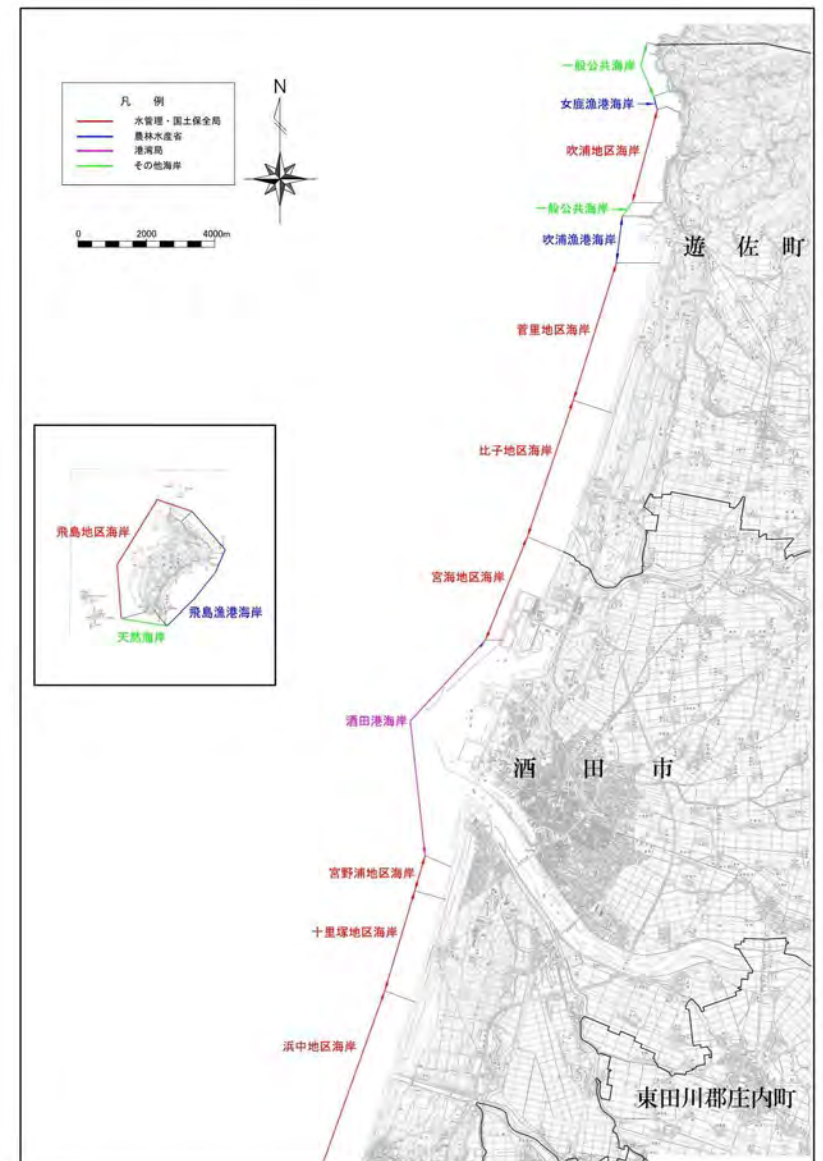 凡 例
水管理・国土保全局
農林水産省
港湾局
その他海岸
N
0 2000 4000m
一般公共海岸
女鹿漁港海岸
吹浦地区海岸
一般公共海岸
吹浦漁港海岸
遊 佐 町
菅里地区海岸
比子地区海岸
宮海地区海岸
飛島地区海岸
飛島漁港海岸
天然海岸
酒田港海岸
酒 田 市
宮野浦地区海岸
十里塚地区海岸
浜中地区海岸
東田川郡庄内町